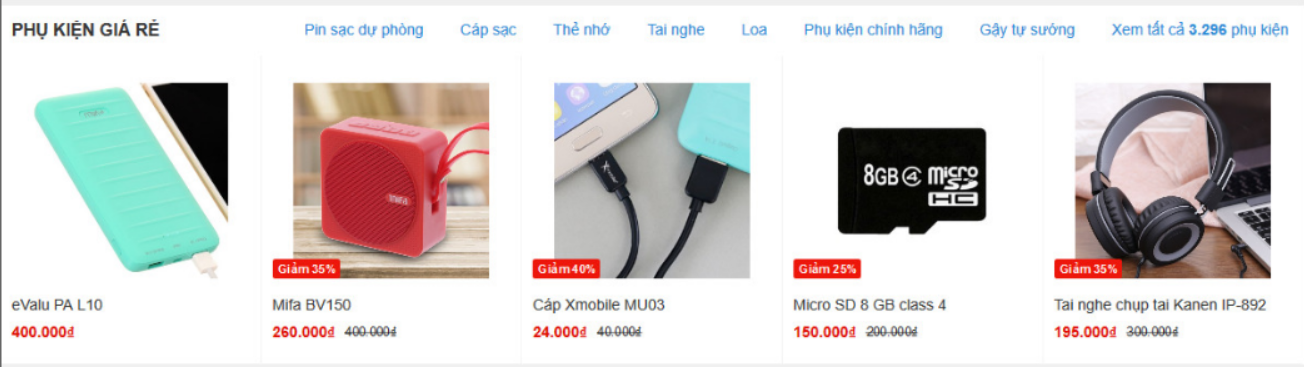 PHỤ KIỆN GIÁ RẺ
Pin sạc dự phòng
Cáp sạc
Thẻ nhớ
Tai nghe
Loa
Phụ kiện chính hãng
Gậy tự sướng
Xem tất cả 3.296 phụ kiện
eValu PA L10
400.000₫
Giảm 35%
Mifa BV150
260.000₫ 400.000₫
Giảm 40%
Cáp Xmobile MU03
24.000₫ 40.000₫
8GB 4 micro
SD
HC
Giảm 25%
Micro SD 8 GB class 4
150.000₫ 200.000₫
Giảm 35%
Tai nghe chụp tai Kanen IP-892
195.000₫ 300.000₫